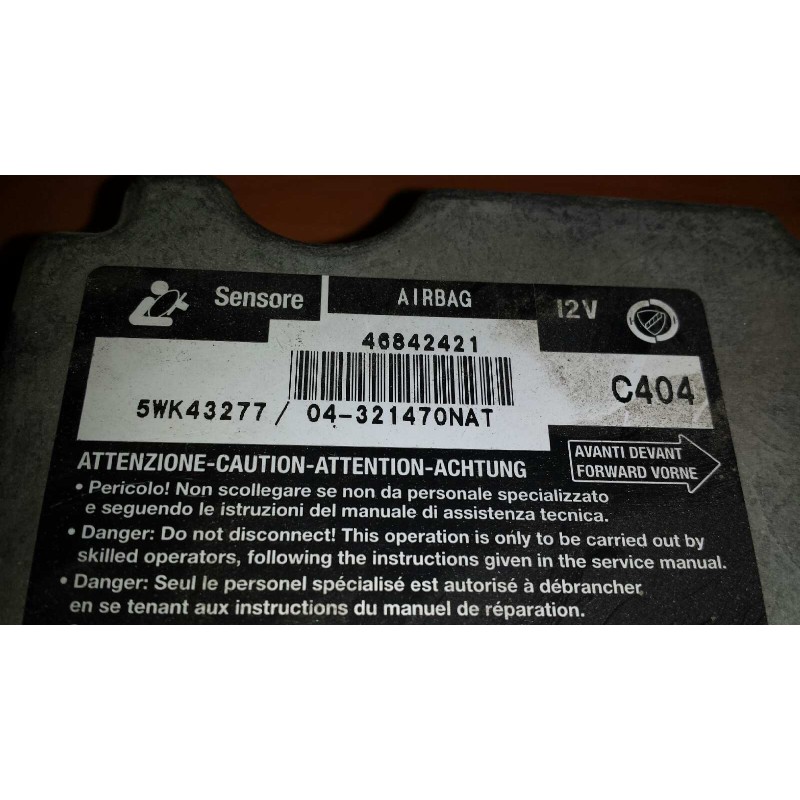 Sensore
AIRBAG
12V
46842421
C404
5WK43277 / 04-321470NAT
ATTENZIONE-CAUTION-ATTENTION-ACHTUNG
AVANTI DEVANT
FORWARD VORNE
• Pericolo! Non scollegare se non da personale specializzato
e seguendo le istruzioni del manuale di assistenza tecnica.
• Danger: Do not disconnect! This operation is only to be carried out by
skilled operators, following the instructions given in the service manual.
• Danger: Seul le personel spécialisé est autorisé à débrancher,
en se tenant aux instructions du manuel de réparation.